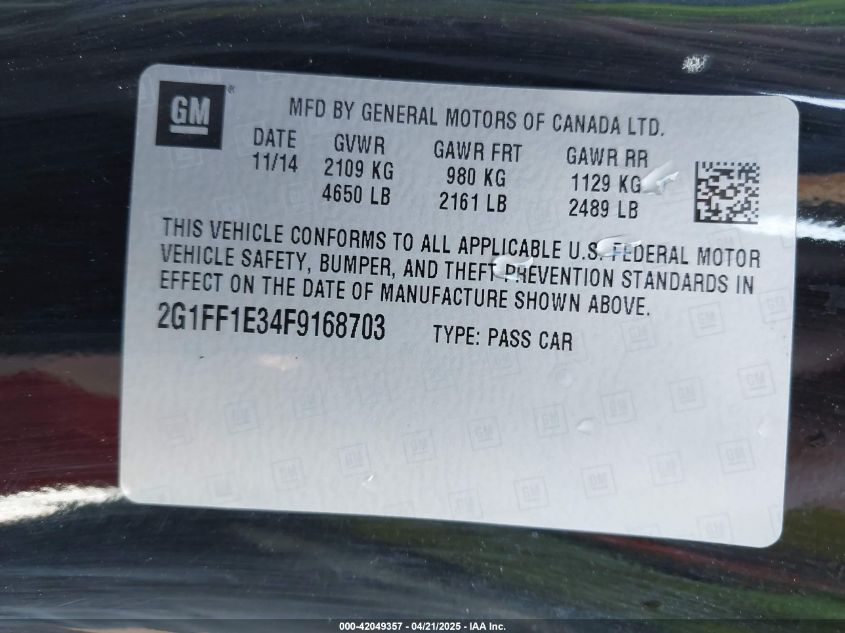 GM
MFD BY GENERAL MOTORS OF CANADA LTD.
DATE GVWR GAWR FRT GAWR RR
11/14 2109 KG 980 KG 1129 KG
4650 LB 2161 LB 2489 LB
THIS VEHICLE CONFORMS TO ALL APPLICABLE U.S. FEDERAL MOTOR
VEHICLE SAFETY, BUMPER, AND THEFT PREVENTION STANDARDS IN
EFFECT ON THE DATE OF MANUFACTURE SHOWN ABOVE.
2G1FF1E34F9168703 TYPE: PASS CAR
000-42049357 - 04/21/2025 - IAA Inc.